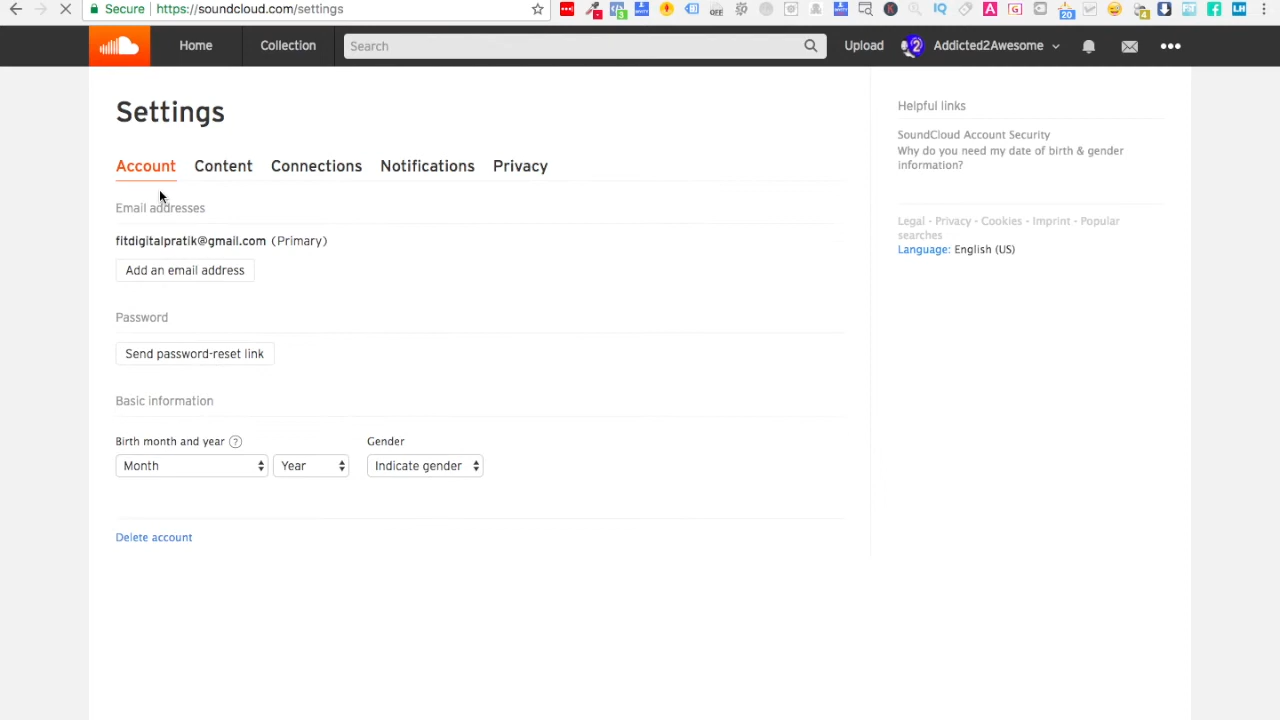 Secure https://soundcloud.com/settings
Home Collection Search Upload Addicted2Awesome
Settings
Account Content Connections Notifications Privacy
Email addresses
fitdigitalpratik@gmail.com (Primary)
Add an email address
Password
Send password-reset link
Basic information
Birth month and year ? Gender
Month Year Indicate gender
Delete account
Helpful links
SoundCloud Account Security
Why do you need my date of birth & gender
information?
Legal - Privacy - Cookies - Imprint - Popular
searches
Language: English (US)